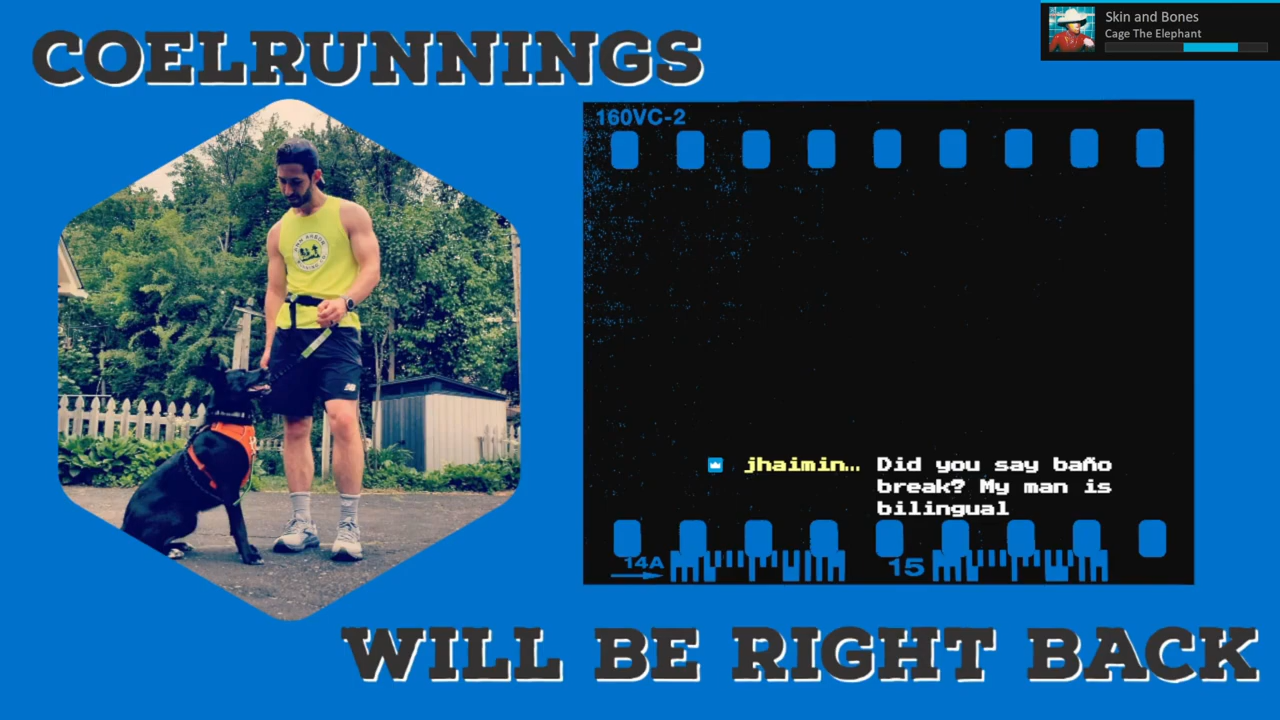 COELRUNNINGS
Skin and Bones
Cage The Elephant
160VC-2
jhaimin... Did you say baño
break? My man is
bilingual
14A
15
WILL BE RIGHT BACK